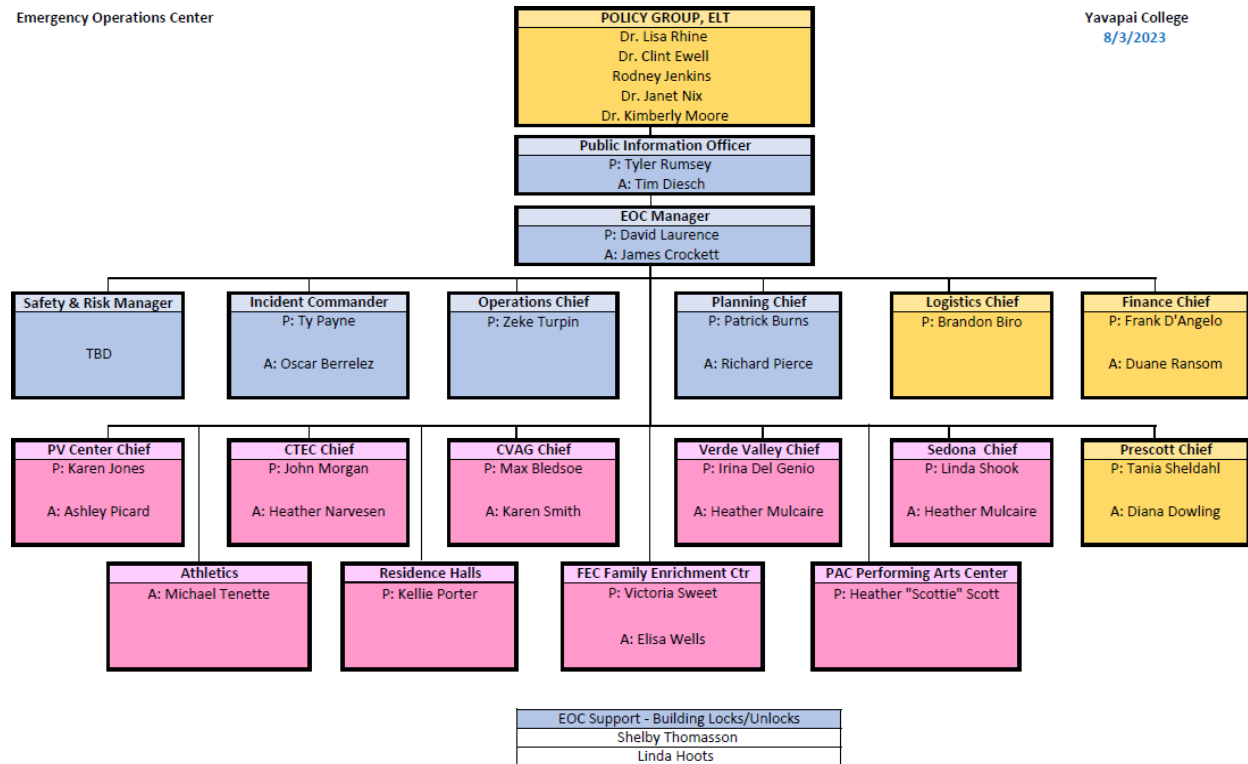 Emergency Operations Center
Yavapai College
8/3/2023
POLICY GROUP, ELT
Dr. Lisa Rhine
Dr. Clint Ewell
Rodney Jenkins
Dr. Janet Nix
Dr. Kimberly Moore
Public Information Officer
P: Tyler Rumsey
A: Tim Diesch
EOC Manager
P: David Laurence
A: James Crockett
Safety & Risk Manager
TBD
Incident Commander
P: Ty Payne
A: Oscar Berrelez
Operations Chief
P: Zeke Turpin
Planning Chief
P: Patrick Burns
A: Richard Pierce
Logistics Chief
P: Brandon Biro
Finance Chief
P: Frank D'Angelo
A: Duane Ransom
PV Center Chief
P: Karen Jones
A: Ashley Picard
CTEC Chief
P: John Morgan
A: Heather Narvesen
CVAG Chief
P: Max Bledsoe
A: Karen Smith
Verde Valley Chief
P: Irina Del Genio
A: Heather Mulcaire
Sedona Chief
P: Linda Shook
A: Heather Mulcaire
Prescott Chief
P: Tania Sheldahl
A: Diana Dowling
Athletics
A: Michael Tenette
Residence Halls
P: Kellie Porter
FEC Family Enrichment Ctr
P: Victoria Sweet
A: Elisa Wells
PAC Performing Arts Center
P: Heather "Scottie" Scott
EOC Support - Building Locks/Unlocks
Shelby Thomasson
Linda Hoots